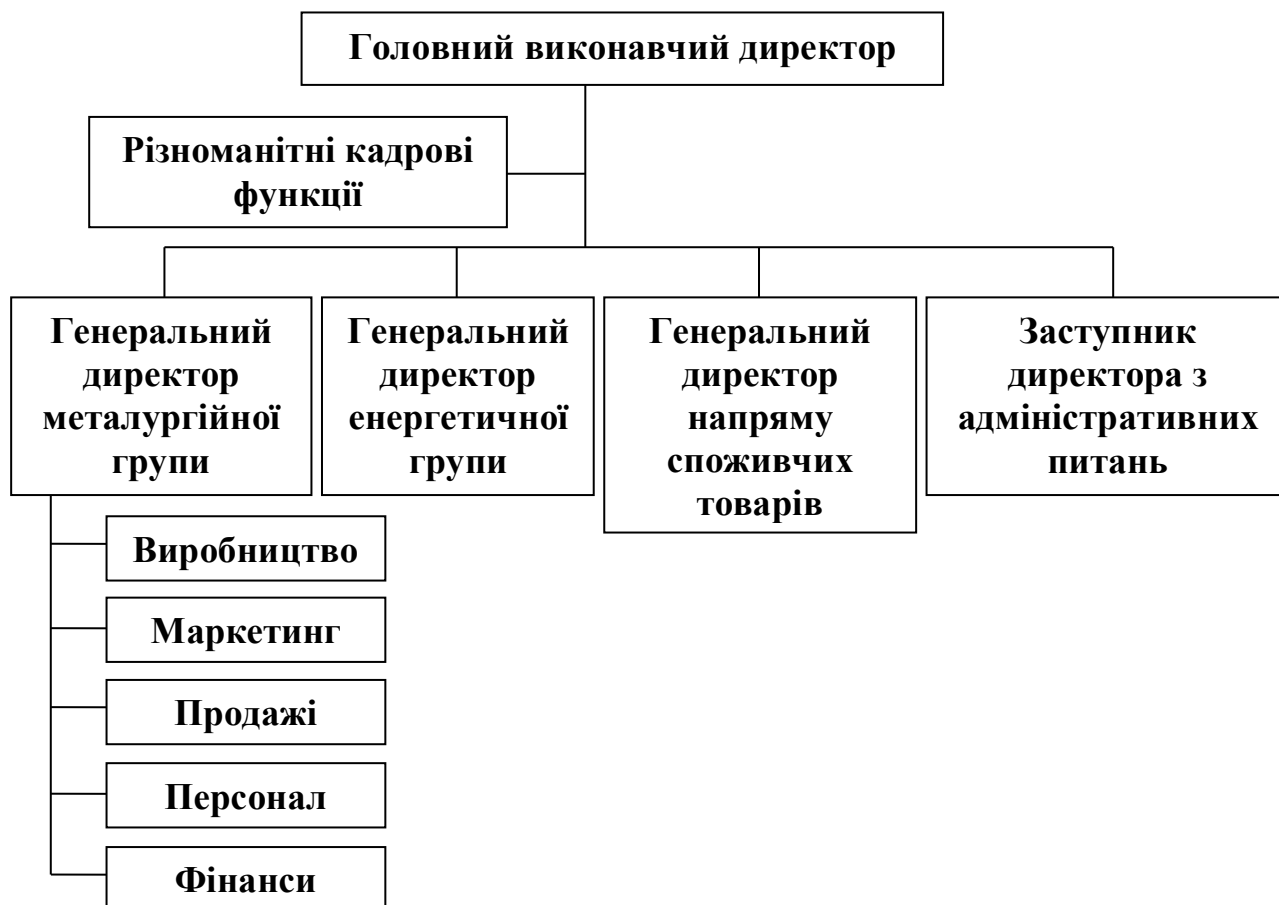 Головний виконавчий директор
Різноманітні кадрові
функції
Генеральний
директор
металургійної
групи
Генеральний
директор
енергетичної
групи
Генеральний
директор
напряму
споживчих
товарів
Заступник
директора з
адміністративних
питань
Виробництво
Маркетинг
Продажі
Персонал
Фінанси